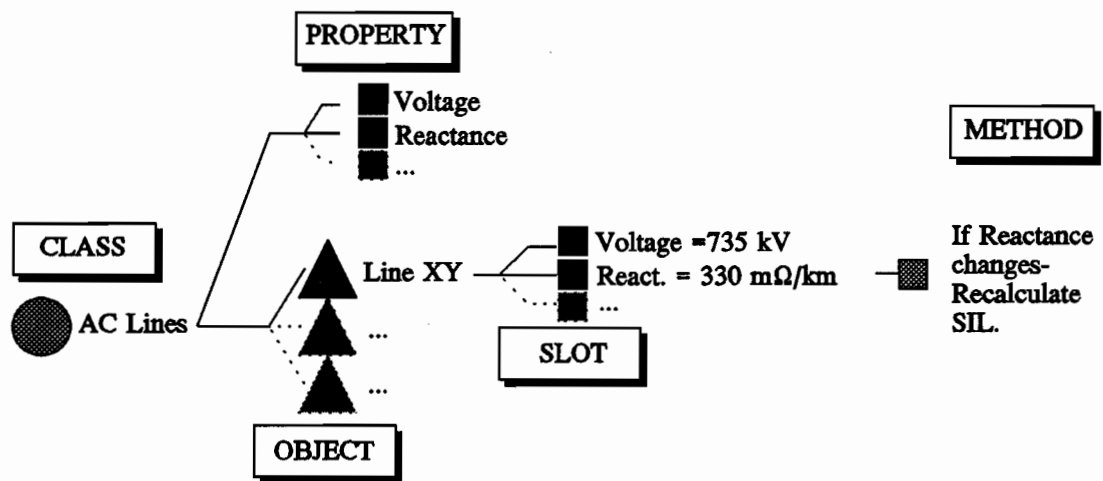 PROPERTY
Voltage
Reactance
...
METHOD
CLASS
AC Lines
Line XY
...
...
OBJECT
Voltage =735 kV
React. = 330 mΩ/km
...
SLOT
If Reactance
changes-
Recalculate
SIL.